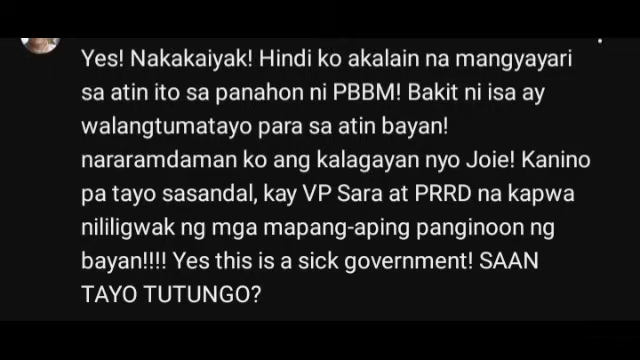 Yes! Nakakaiyak! Hindi ko akalain na mangyayari
sa atin ito sa panahon ni PBBM! Bakit ni isa ay
walangtumatayo para sa atin bayan!
nararamdaman ko ang kalagayan nyo Joie! Kanino
pa tayo sasandal, kay VP Sara at PRRD na kapwa
nililigwak ng mga mapang-aping panginoon ng
bayan!!!! Yes this is a sick government! SAAN
TAYO TUTUNGO?